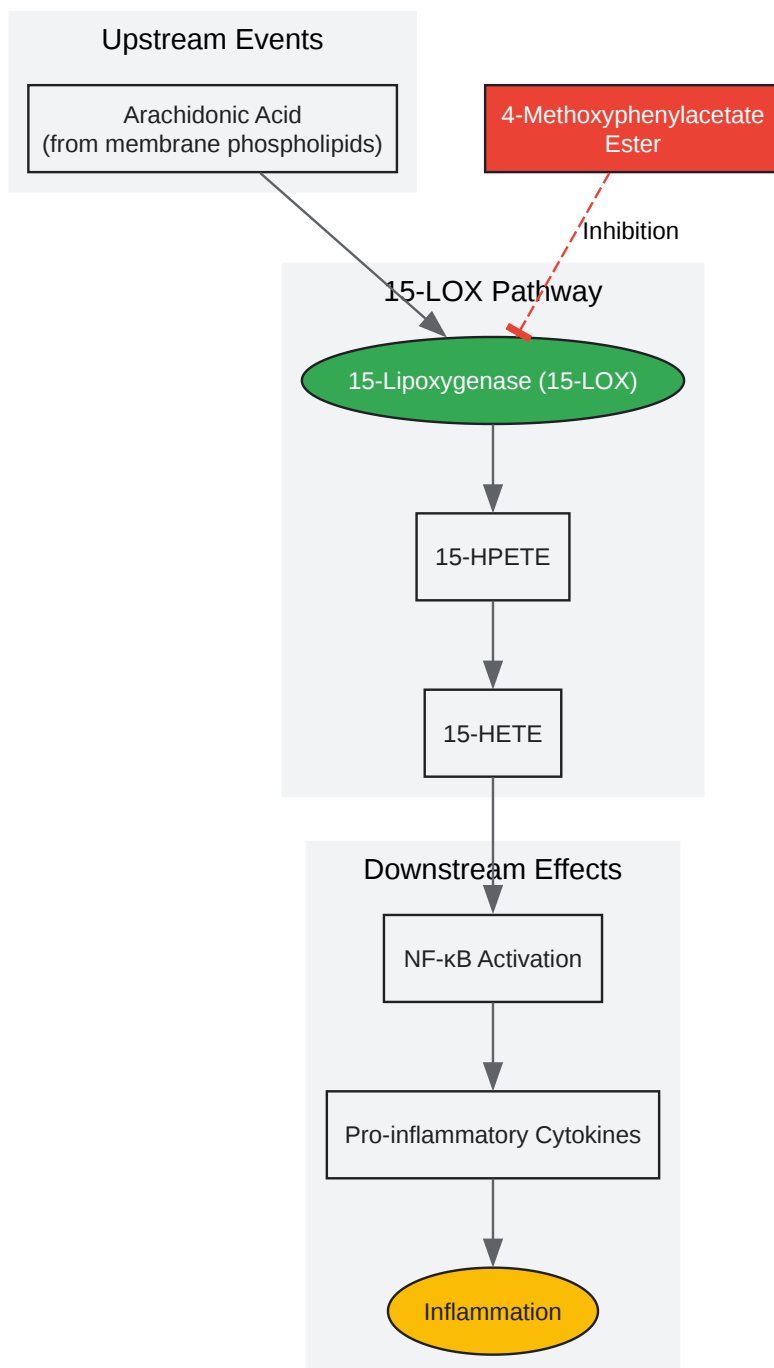 Upstream Events
Arachidonic Acid
(from membrane phospholipids)
4-Methoxyphenylacetate
Ester
Inhibition
15-LOX Pathway
15-Lipoxygenase (15-LOX)
15-HPETE
15-HETE
Downstream Effects
NF-κB Activation
Pro-inflammatory Cytokines
Inflammation